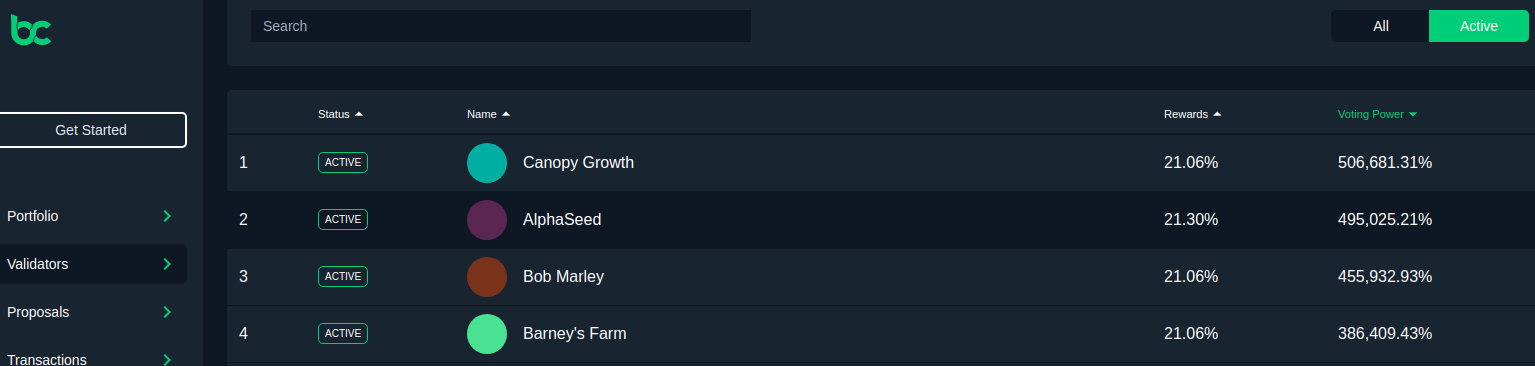 bc
Search
All
Active
Get Started
Portfolio
Validators
Proposals
Transactions
Status Name Rewards Voting Power
1 ACTIVE Canopy Growth 21.06% 506,681.31%
2 ACTIVE AlphaSeed 21.30% 495,025.21%
3 ACTIVE Bob Marley 21.06% 455,932.93%
4 ACTIVE Barney's Farm 21.06% 386,409.43%